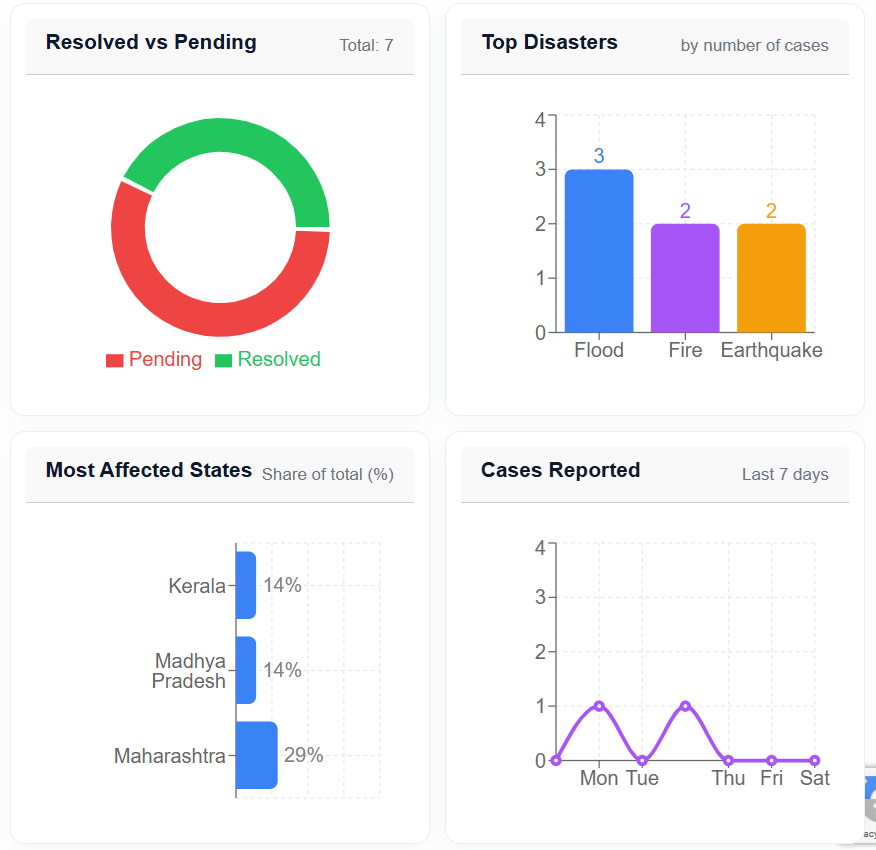 Resolved vs Pending
Total: 7
Pending
Resolved
Top Disasters
by number of cases
4
3
2
1
0
3
2
2
Flood
Fire
Earthquake
Most Affected States
Share of total (%)
Kerala
14%
Madhya
Pradesh
14%
Maharashtra
29%
Cases Reported
Last 7 days
4
3
2
1
0
Mon
Tue
Thu
Fri
Sat